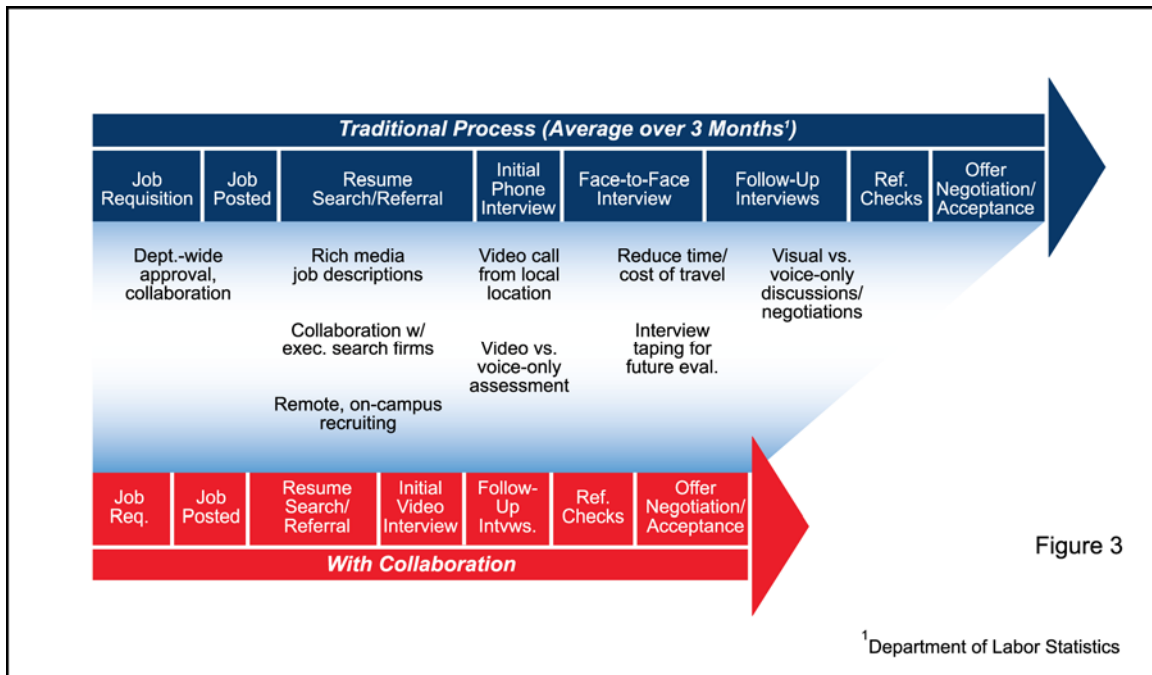 Traditional Process (Average over 3 Months¹)
Job
Requisition
Job
Posted
Resume
Search/Referral
Initial
Phone
Interview
Face-to-Face
Interview
Follow-Up
Interviews
Ref.
Checks
Offer
Negotiation/
Acceptance
Dept.-wide
approval,
collaboration
Rich media
job descriptions
Collaboration w/
exec. search firms
Remote, on-campus
recruiting
Video call
from local
location
Video vs.
voice-only
assessment
Reduce time/
cost of travel
Interview
taping for
future eval.
Visual vs.
voice-only
discussions/
negotiations
Job
Req.
Job
Posted
Resume
Search/
Referral
Initial
Video
Interview
Follow-
Up
Intvws.
Ref.
Checks
Offer
Negotiation/
Acceptance
With Collaboration
Figure 3
¹Department of Labor Statistics